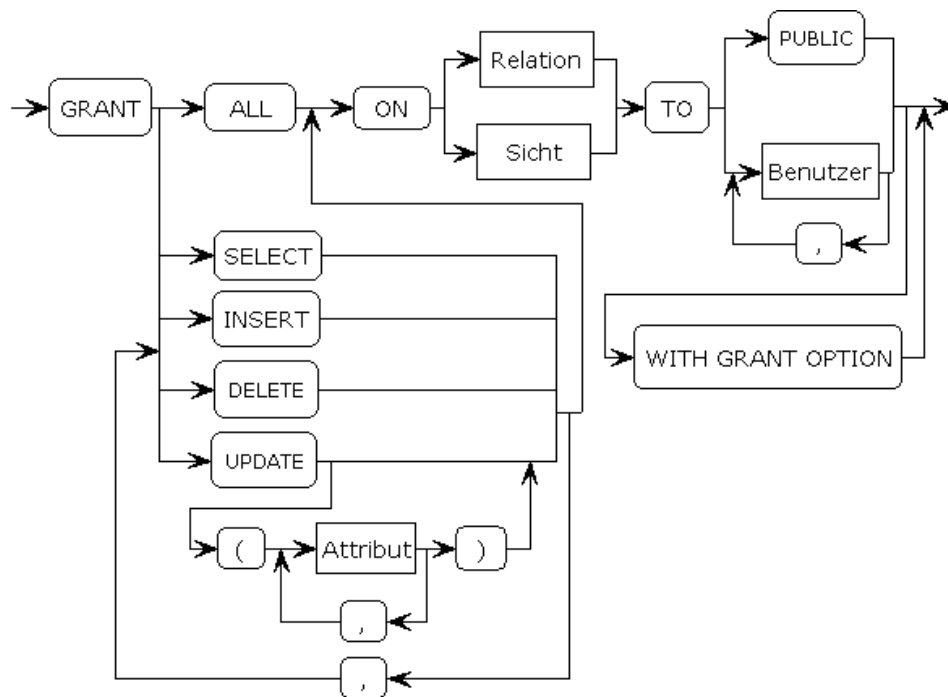 PUBLIC
Relation
GRANT
ALL
ON
TO
Sicht
Benutzer
,
SELECT
INSERT
WITH GRANT OPTION
DELETE
UPDATE
(
Attribut
)
,
,